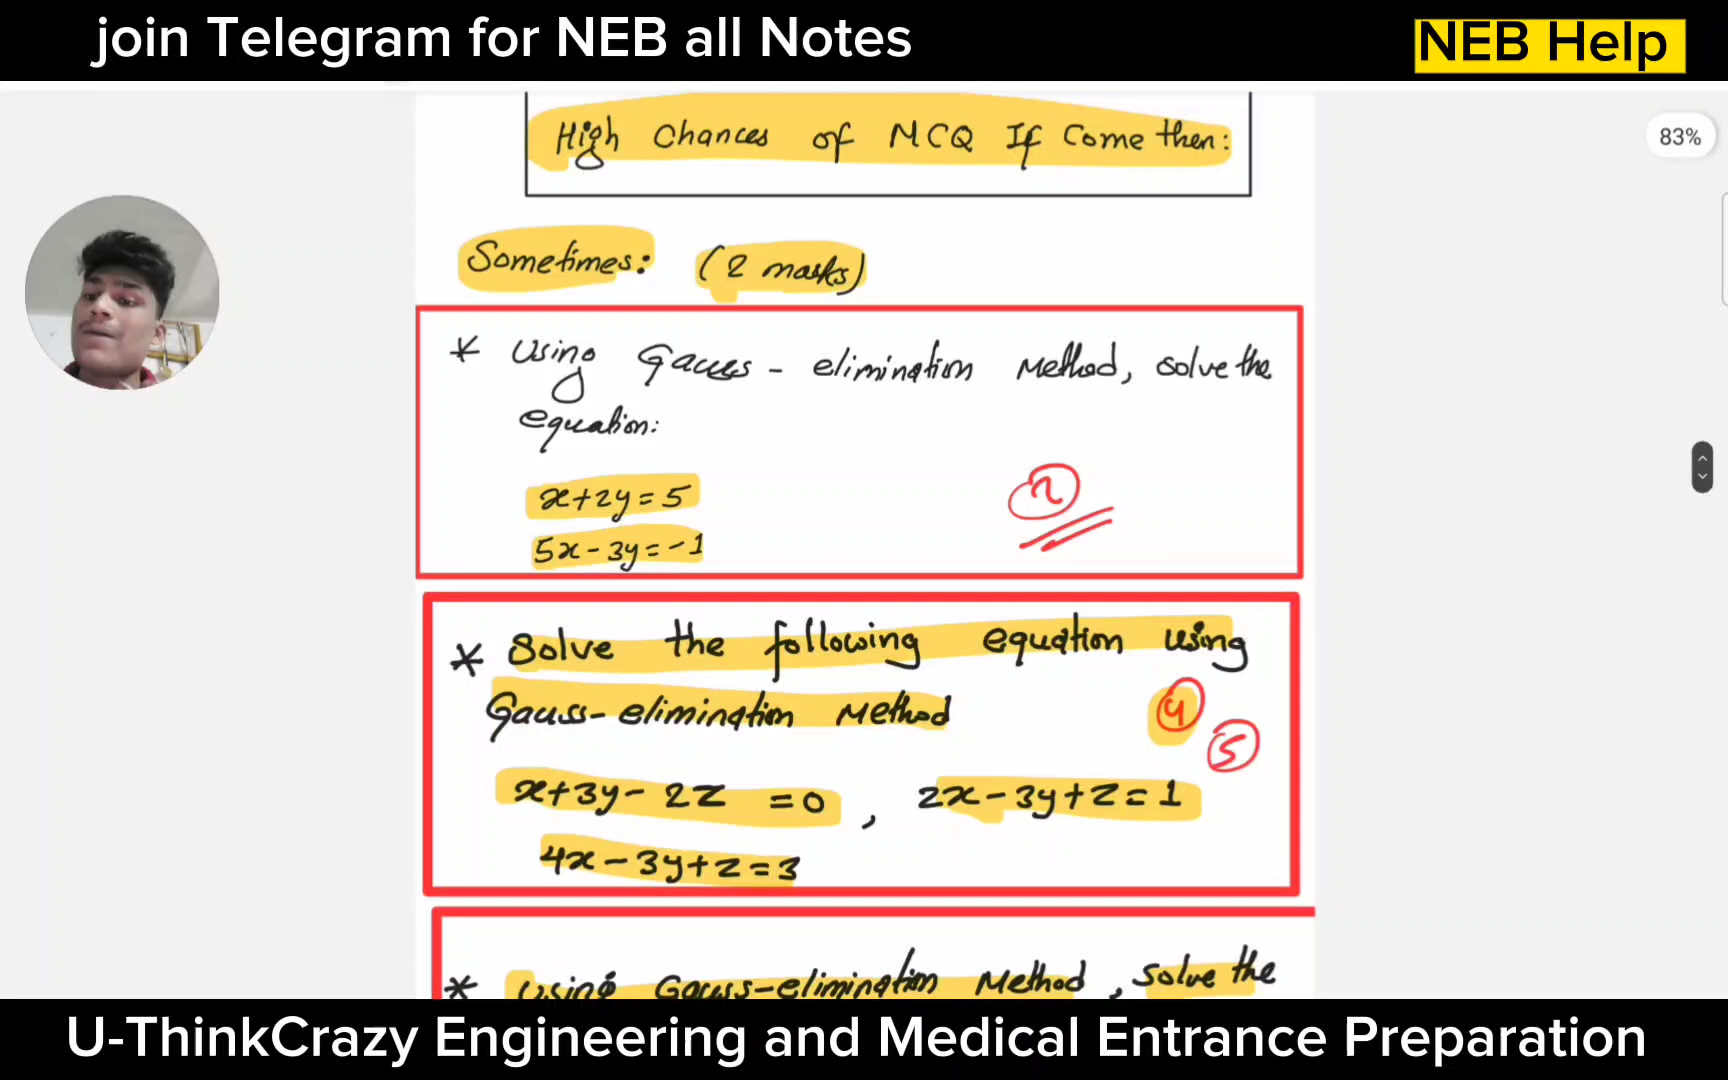 join Telegram for NEB all Notes
NEB Help
83%
High Chances of MCQ If Come then:
Sometimes: (2 marks)
* Using Gauss - elimination Method, solve the
equation:
x+2y=5
2
5x-3y=-1
* Solve the following equation using
Gauss-elimination Method
4
5
x+3y-2z =0, 2x-3y+z=1
4x-3y+z=3
* Using Gauss-elimination Method, solve the
U-ThinkCrazy Engineering and Medical Entrance Preparation